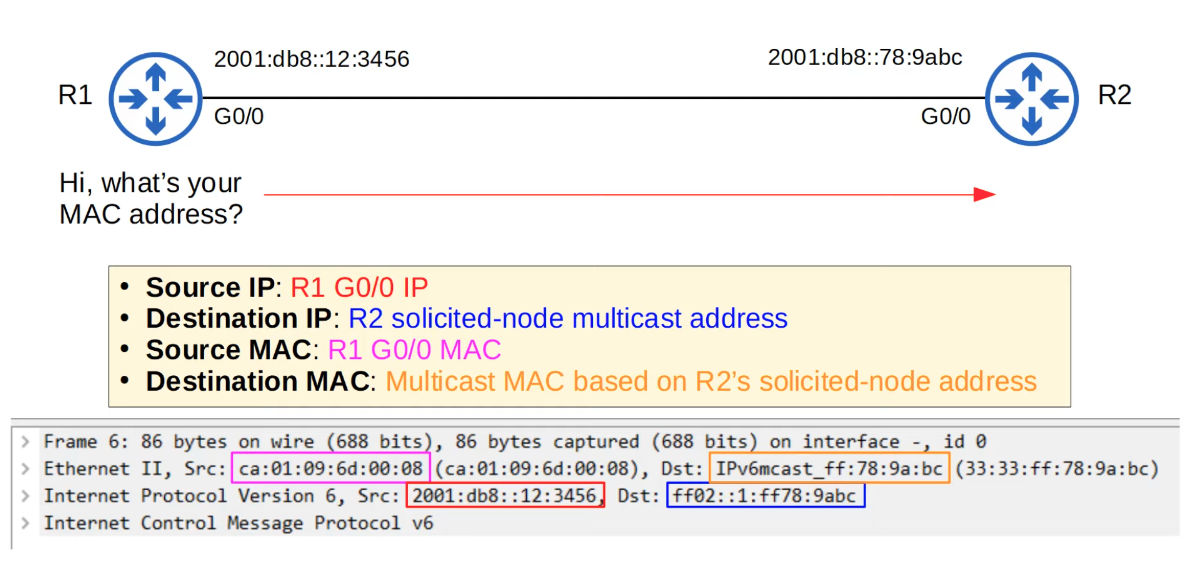 2001:db8::12:3456
2001:db8::78:9abc
R1
R2
G0/0
G0/0
Hi, what’s your
MAC address?
• Source IP: R1 G0/0 IP
• Destination IP: R2 solicited-node multicast address
• Source MAC: R1 G0/0 MAC
• Destination MAC: Multicast MAC based on R2’s solicited-node address
> Frame 6: 86 bytes on wire (688 bits), 86 bytes captured (688 bits) on interface -, id 0
> Ethernet II, Src: ca:01:09:6d:00:08 (ca:01:09:6d:00:08), Dst: IPv6mcast_ff:78:9a:bc (33:33:ff:78:9a:bc)
> Internet Protocol Version 6, Src: 2001:db8::12:3456, Dst: ff02::1:ff78:9abc
> Internet Control Message Protocol v6